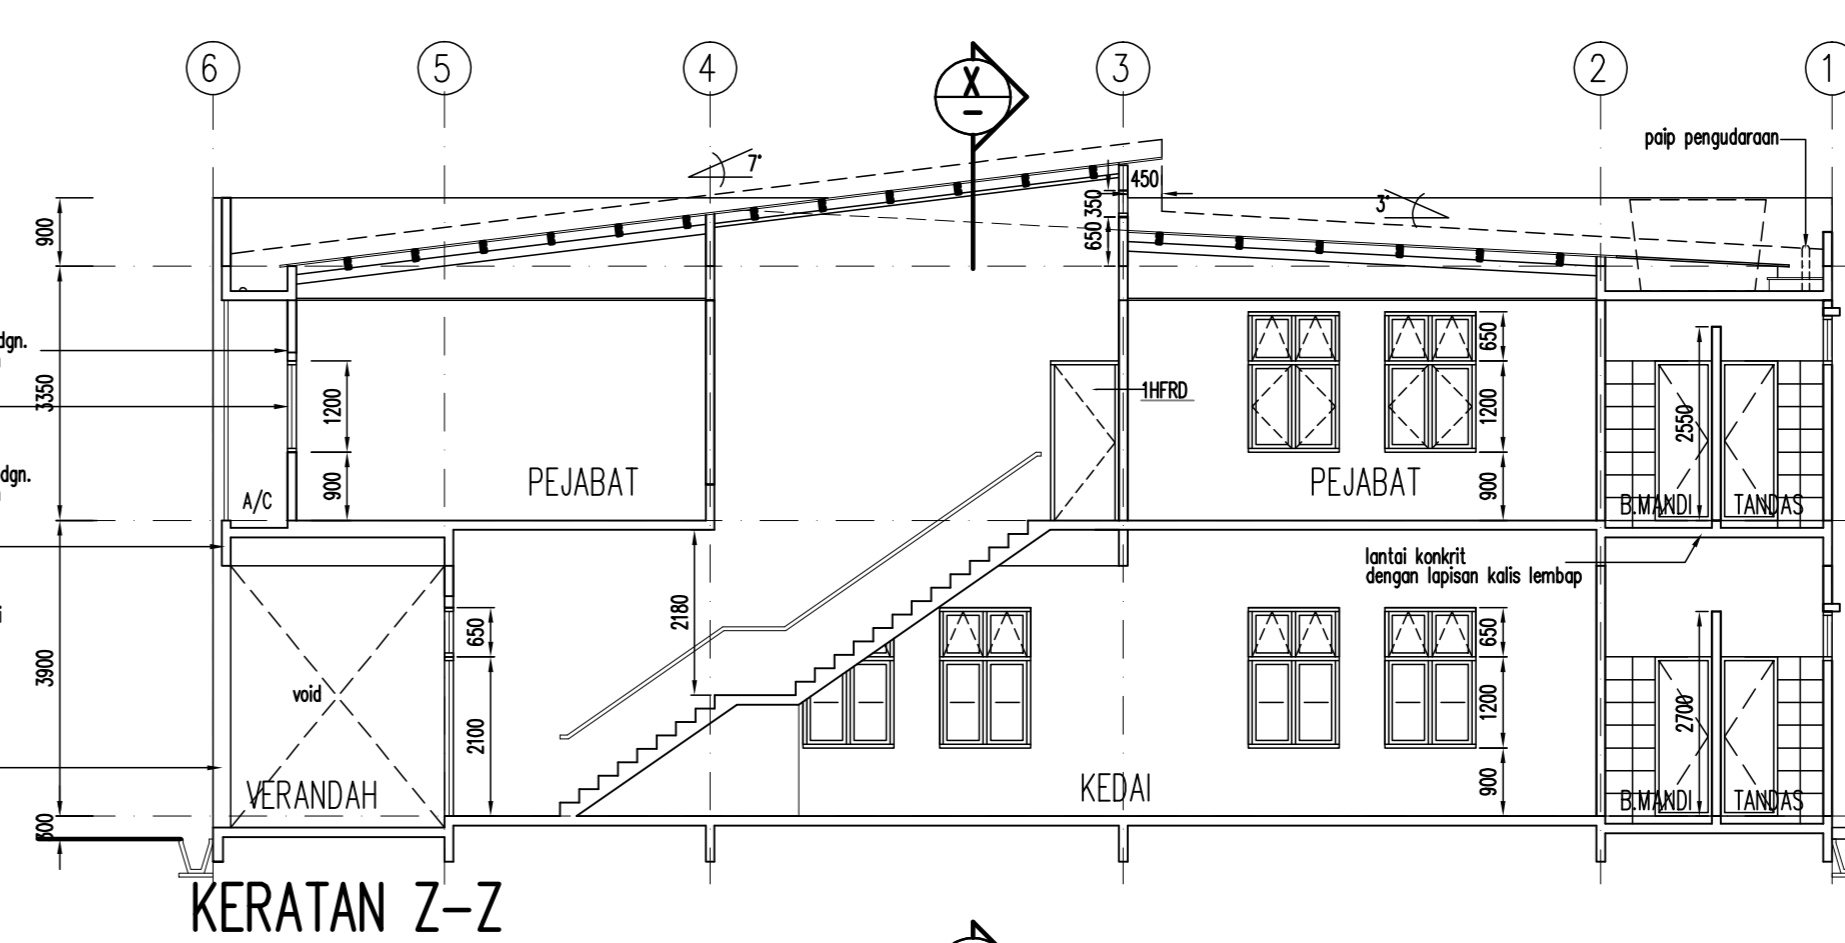 6
5
4
X
-
3
2
1
paip pengudaraan
7°
3°
450
350
650
900
3350
3900
300
dgn.
dgn.
1200
900
A/C
PEJABAT
1HFRD
PEJABAT
650
1200
900
2550
B.MANDI
TANDAS
lantai konkrit
dengan lapisan kalis lembap
2180
650
2100
void
VERANDAH
KEDAI
650
1200
900
2700
B.MANDI
TANDAS
KERATAN Z-Z